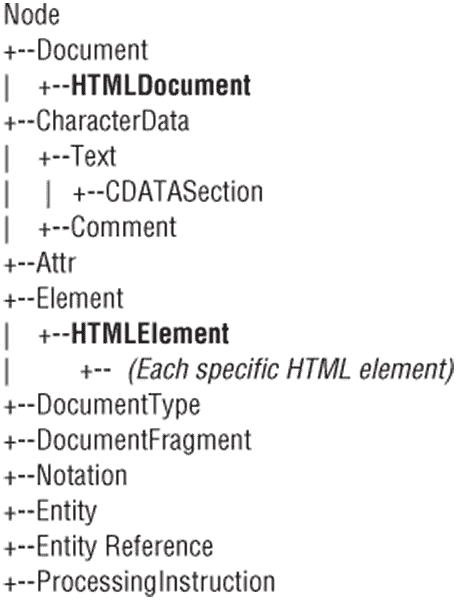 Node
+--Document
|   +--HTMLDocument
+--CharacterData
|   +--Text
|   |   +--CDATASection
|   +--Comment
+--Attr
+--Element
|   +--HTMLElement
|       +-- (Each specific HTML element)
+--DocumentType
+--DocumentFragment
+--Notation
+--Entity
+--Entity Reference
+--ProcessingInstruction